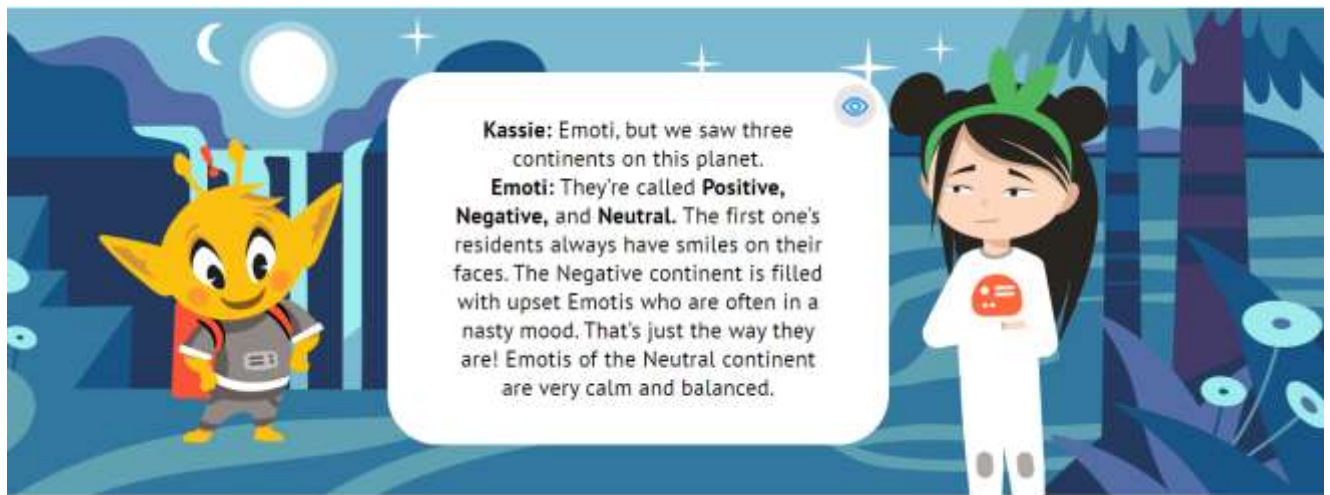 Kassie: Emoti, but we saw three
continents on this planet.
Emoti: They're called Positive,
Negative, and Neutral. The first one's
residents always have smiles on their
faces. The Negative continent is filled
with upset Emotis who are often in a
nasty mood. That's just the way they
are! Emotis of the Neutral continent
are very calm and balanced.